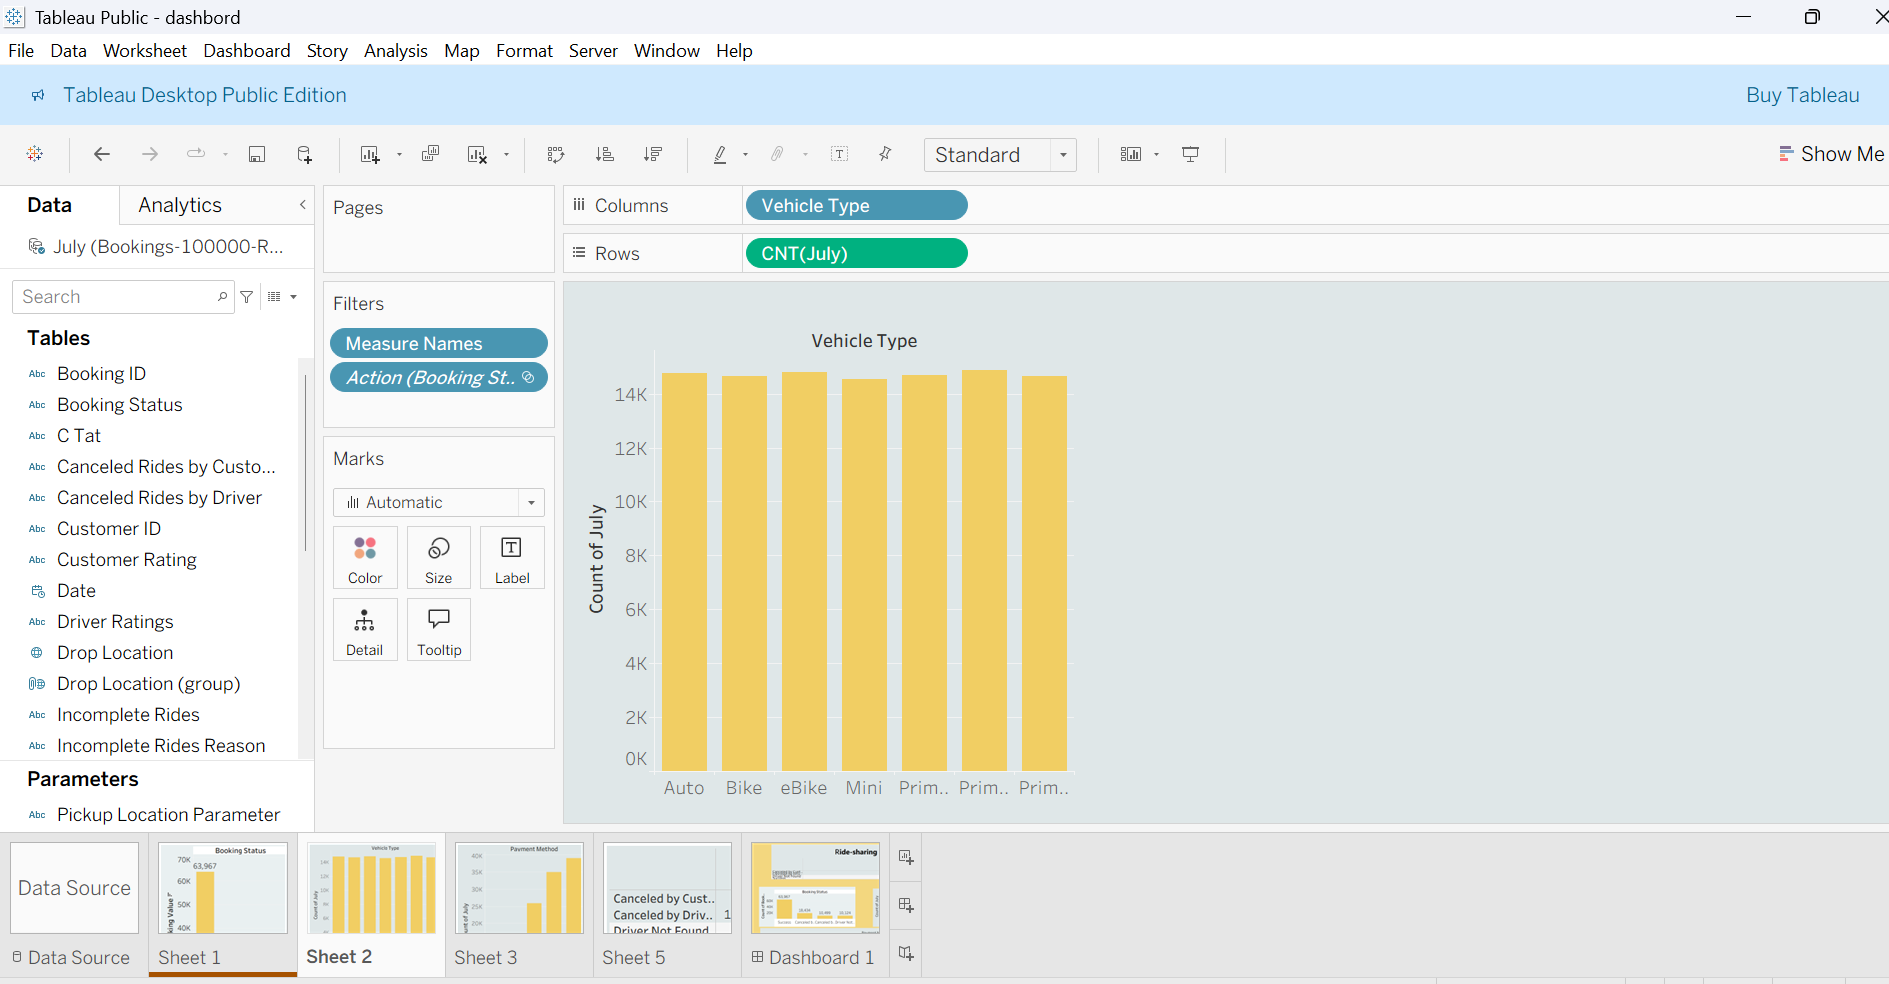 Tableau Public - dashbord
File Data Worksheet Dashboard Story Analysis Map Format Server Window Help
Tableau Desktop Public Edition
Buy Tableau
Standard
Show Me
Data
Analytics
July (Bookings-100000-R...
Search
Tables
Abc Booking ID
Abc Booking Status
Abc C Tat
Abc Canceled Rides by Custo...
Abc Canceled Rides by Driver
Abc Customer ID
Abc Customer Rating
Date
Abc Driver Ratings
Drop Location
Drop Location (group)
Abc Incomplete Rides
Abc Incomplete Rides Reason
Parameters
Abc Pickup Location Parameter
Pages
Filters
Measure Names
Action (Booking St..
Marks
Automatic
Color
Size
Label
Detail
Tooltip
Columns
Vehicle Type
Rows
CNT(July)
Vehicle Type
Count of July
14K
12K
10K
8K
6K
4K
2K
0K
Auto Bike eBike Mini Prim.. Prim.. Prim..
Data Source
Data Source
Booking Status
70K
63,967
60K
50K
40K
Sheet 1
Vehicle Type
Sheet 2
Payment Method
40K
35K
30K
25K
20K
Sheet 3
Canceled by Cust..
Canceled by Driv.. 1
Driver Not Found
Sheet 5
Ride-sharing
Booking Status
Dashboard 1